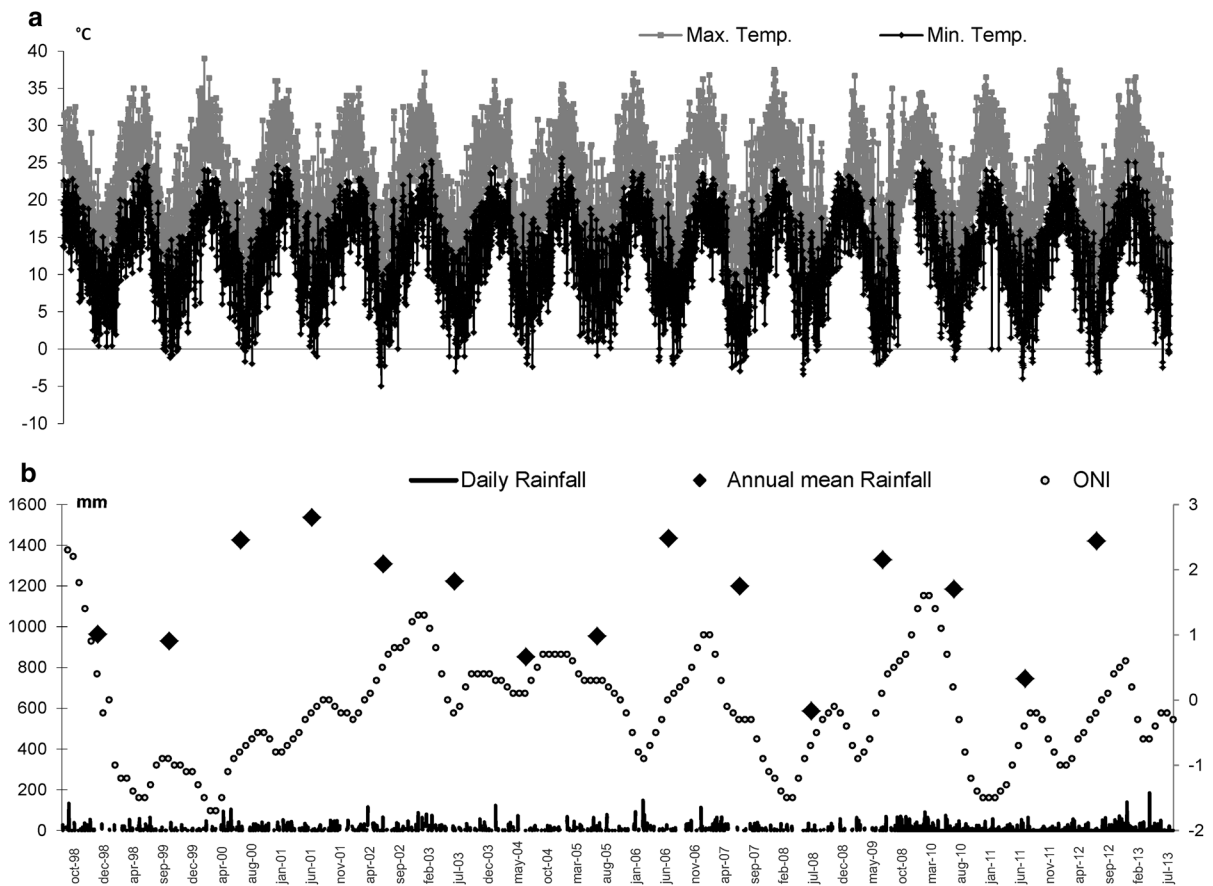 a
°C
Max. Temp.
Min. Temp.
40
35
30
25
20
15
10
5
0
-5
-10
b
Daily Rainfall
Annual mean Rainfall
ONI
mm
1600
1400
1200
1000
800
600
400
200
0
3
2
1
0
-1
-2
oct-98
dec-98
apr-98
sep-99
dec-99
apr-00
aug-00
jan-01
jun-01
nov-01
apr-02
sep-02
feb-03
jul-03
dec-03
may-04
oct-04
mar-05
aug-05
jan-06
jun-06
nov-06
apr-07
sep-07
feb-08
jul-08
dec-08
may-09
oct-08
mar-10
aug-10
jan-11
jun-11
nov-11
apr-12
sep-12
feb-13
jul-13